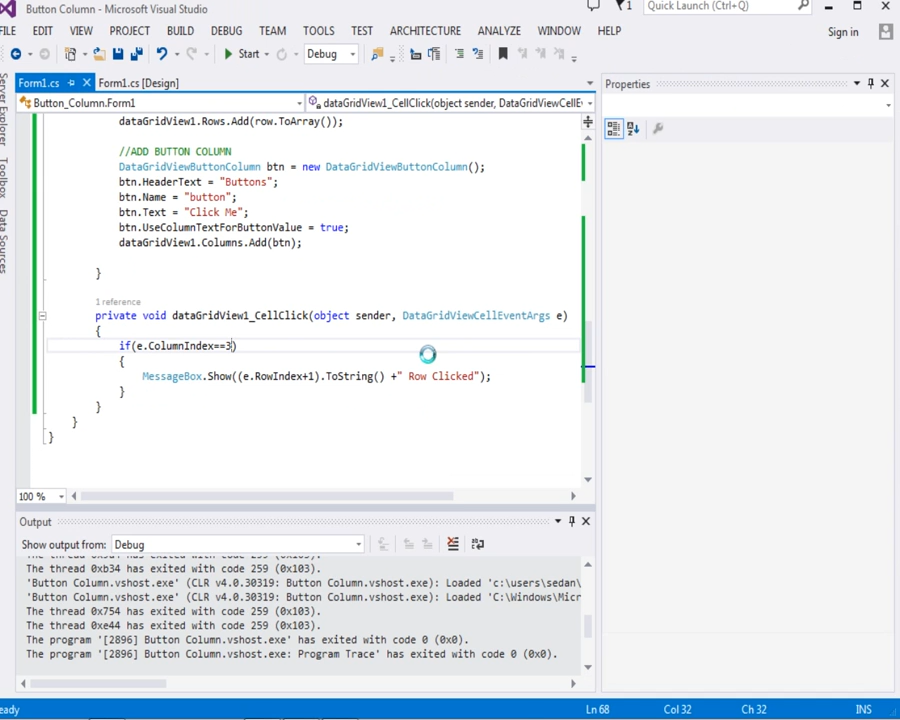 Button Column - Microsoft Visual Studio
1
Quick Launch (Ctrl+Q)
FILE EDIT VIEW PROJECT BUILD DEBUG TEAM TOOLS TEST ARCHITECTURE ANALYZE WINDOW HELP
Sign in
Start Debug
Form1.cs Form1.cs [Design]
Button_Column.Form1
dataGridView1_CellClick(object sender, DataGridViewCellE
Server Explorer
Toolbox
Data Sources
dataGridView1.Rows.Add(row.ToArray());
//ADD BUTTON COLUMN
DataGridViewButtonColumn btn = new DataGridViewButtonColumn();
btn.HeaderText = "Buttons";
btn.Name = "button";
btn.Text = "Click Me";
btn.UseColumnTextForButtonValue = true;
dataGridView1.Columns.Add(btn);
}
1 reference
private void dataGridView1_CellClick(object sender, DataGridViewCellEventArgs e)
{
if(e.ColumnIndex==3)
{
MessageBox.Show((e.RowIndex+1).ToString() +" Row Clicked");
}
}
}
}
100 %
Output
Show output from: Debug
The thread 0xb34 has exited with code 259 (0x103).
'Button Column.vshost.exe' (CLR v4.0.30319: Button Column.vshost.exe): Loaded 'c:\users\sedan\
'Button Column.vshost.exe' (CLR v4.0.30319: Button Column.vshost.exe): Loaded 'C:\Windows\Micr
The thread 0x754 has exited with code 259 (0x103).
The thread 0xe44 has exited with code 259 (0x103).
The program '[2896] Button Column.vshost.exe' has exited with code 0 (0x0).
The program '[2896] Button Column.vshost.exe: Program Trace' has exited with code 0 (0x0).
Properties
eady
Ln 68 Col 32 Ch 32 INS